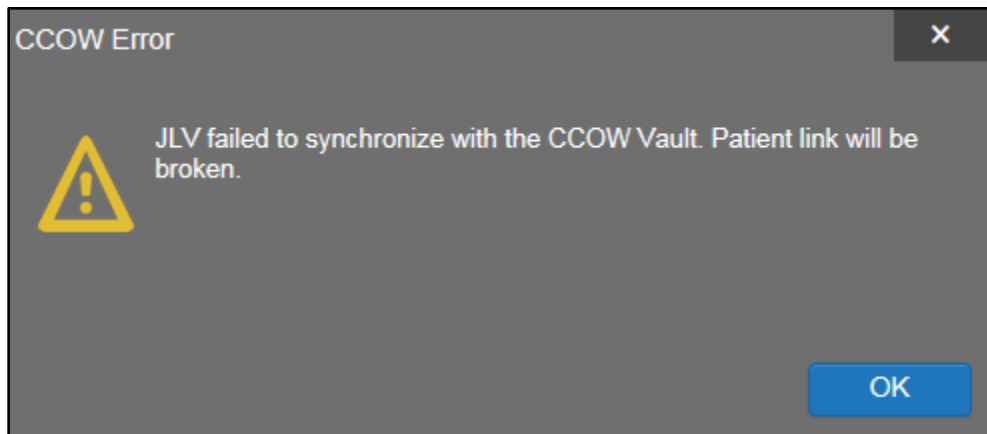 CCOW Error
JLV failed to synchronize with the CCOW Vault. Patient link will be
broken.
OK